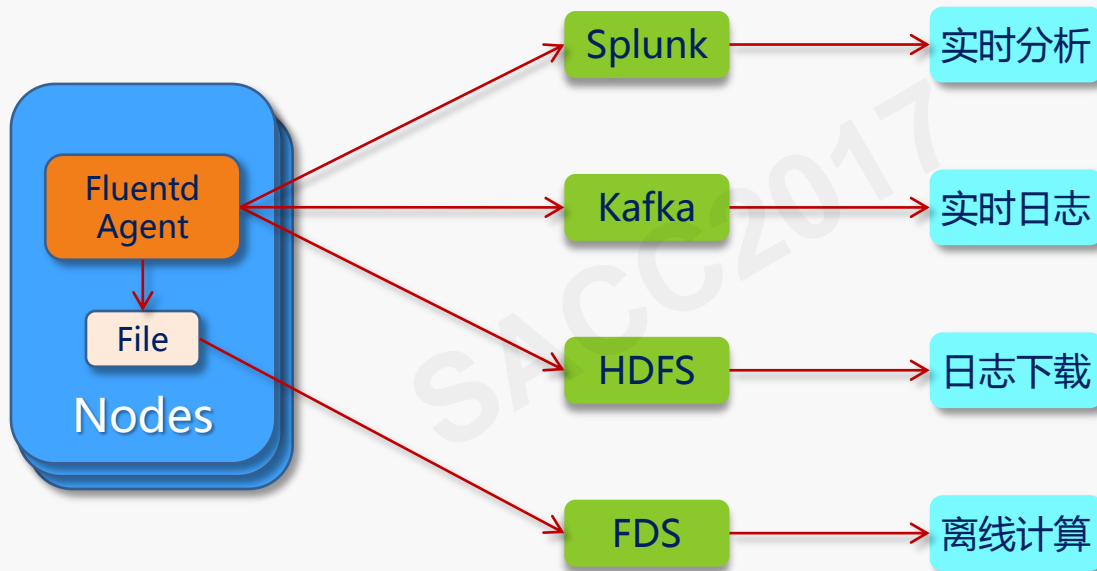 Splunk
实时分析
Fluentd
Agent
Kafka
实时日志
File
HDFS
日志下载
Nodes
FDS
离线计算
SACC2017